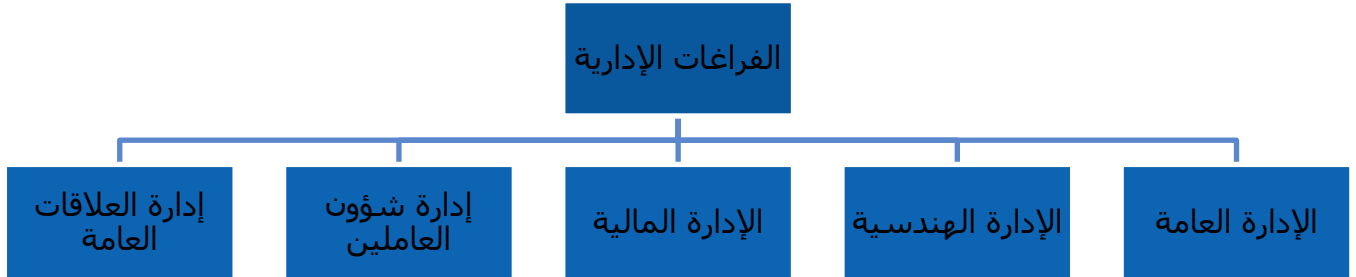 الفراغات الإدارية
الإدارة العامة
الإدارة الهندسية
الإدارة المالية
إدارة شؤون
العاملين
إدارة العلاقات
العامة